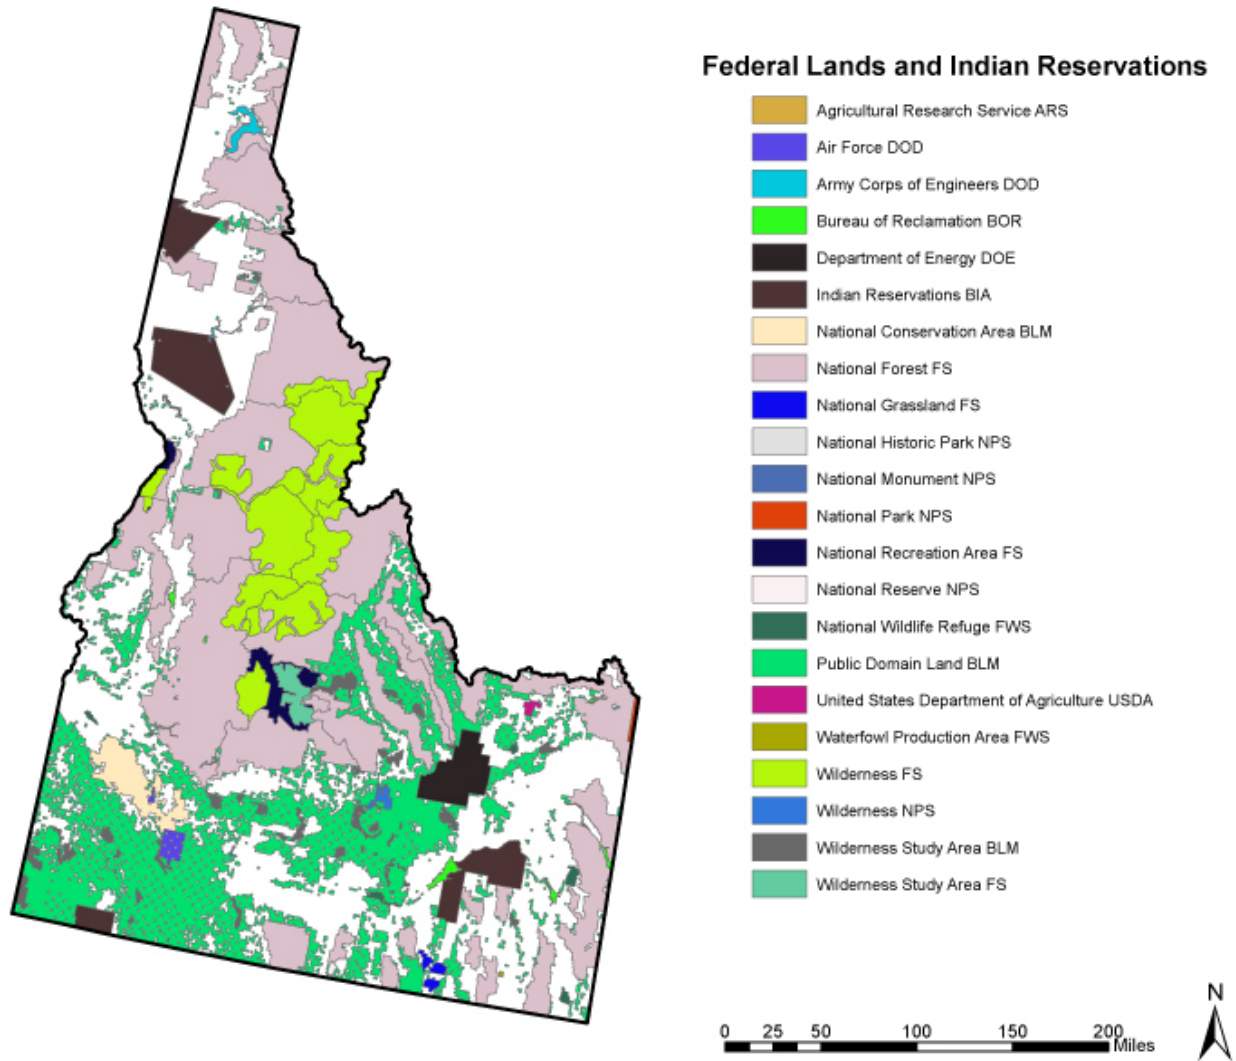 Federal Lands and Indian Reservations
Agricultural Research Service ARS
Air Force DOD
Army Corps of Engineers DOD
Bureau of Reclamation BOR
Department of Energy DOE
Indian Reservations BIA
National Conservation Area BLM
National Forest FS
National Grassland FS
National Historic Park NPS
National Monument NPS
National Park NPS
National Recreation Area FS
National Reserve NPS
National Wildlife Refuge FWS
Public Domain Land BLM
United States Department of Agriculture USDA
Waterfowl Production Area FWS
Wilderness FS
Wilderness NPS
Wilderness Study Area BLM
Wilderness Study Area FS
N
0 25 50 100 150 200
Miles